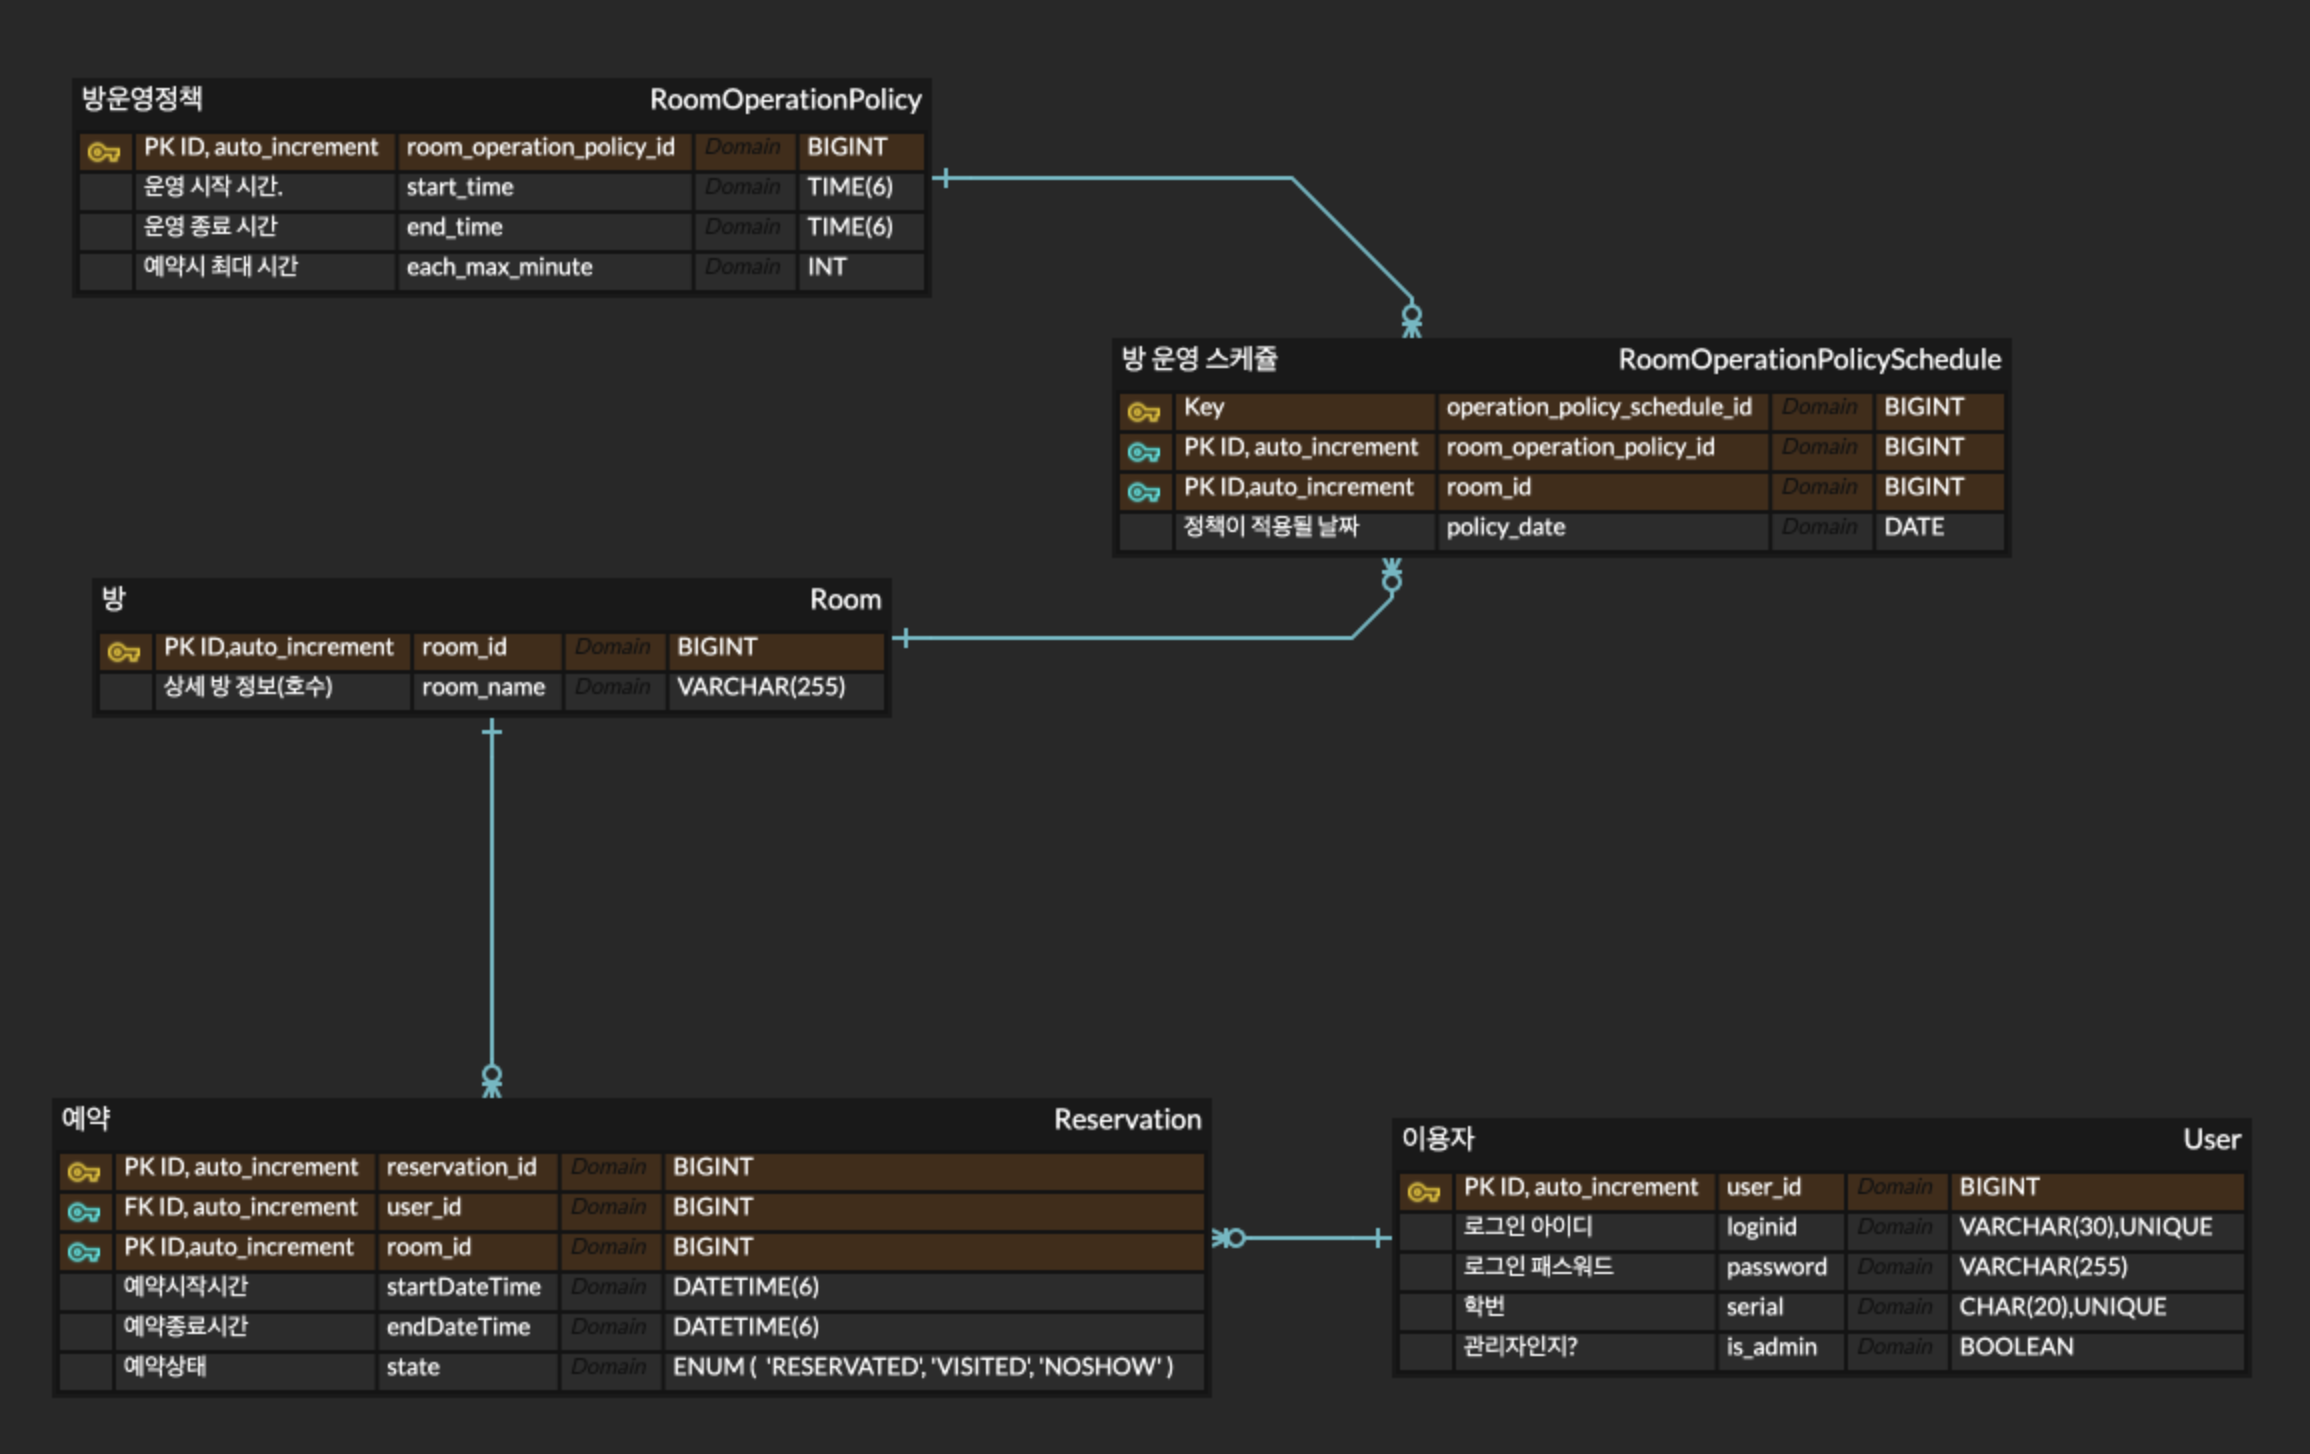 방운영정책 RoomOperationPolicy
PK ID, auto_increment room_operation_policy_id Domain BIGINT
운영 시작 시간. start_time Domain TIME(6)
운영 종료 시간 end_time Domain TIME(6)
예약시 최대 시간 each_max_minute Domain INT
방 운영 스케쥴 RoomOperationPolicySchedule
Key operation_policy_schedule_id Domain BIGINT
PK ID, auto_increment room_operation_policy_id Domain BIGINT
PK ID,auto_increment room_id Domain BIGINT
정책이 적용될 날짜 policy_date Domain DATE
방 Room
PK ID,auto_increment room_id Domain BIGINT
상세 방 정보(호수) room_name Domain VARCHAR(255)
예약 Reservation
PK ID, auto_increment reservation_id Domain BIGINT
FK ID, auto_increment user_id Domain BIGINT
PK ID,auto_increment room_id Domain BIGINT
예약시작시간 startDateTime Domain DATETIME(6)
예약종료시간 endDateTime Domain DATETIME(6)
예약상태 state Domain ENUM ( 'RESERVATED', 'VISITED', 'NOSHOW' )
이용자 User
PK ID, auto_increment user_id Domain BIGINT
로그인 아이디 loginid Domain VARCHAR(30),UNIQUE
로그인 패스워드 password Domain VARCHAR(255)
학번 serial Domain CHAR(20),UNIQUE
관리자인지? is_admin Domain BOOLEAN